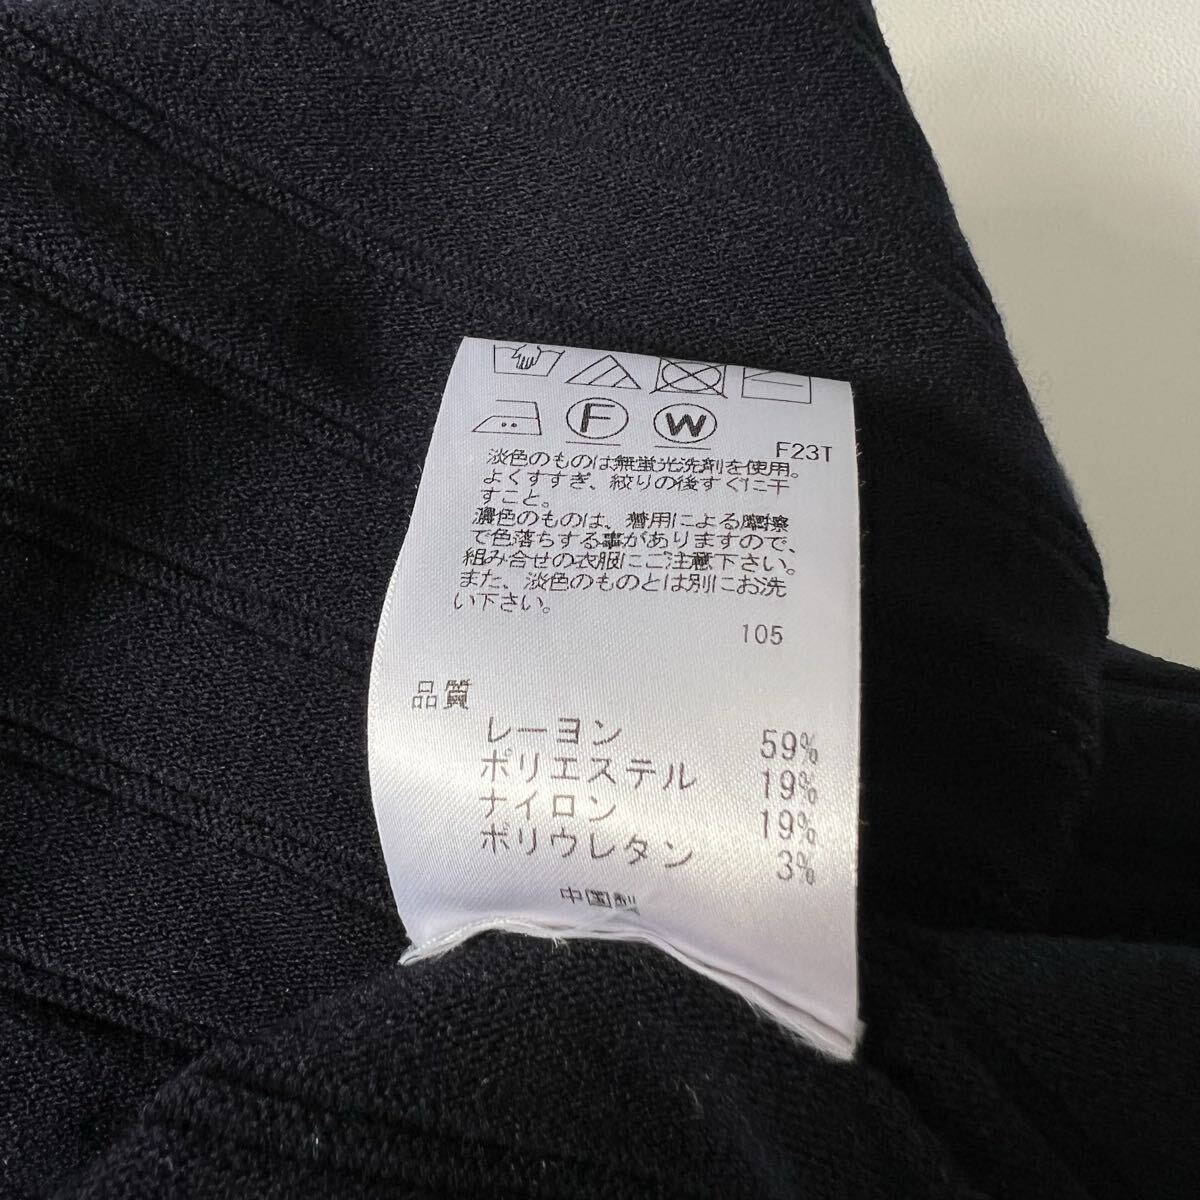 F W F23T
淡色のものは無蛍光洗剤を使用。
よくすすぎ、絞りの後すぐに干
すこと。
濃色のものは、着用による摩擦
で色落ちする事がありますので、
組み合せの衣服にご注意下さい。
また、淡色のものとは別にお洗
い下さい。
105
品質
レーヨン 59%
ポリエステル 19%
ナイロン 19%
ポリウレタン 3%
中国製